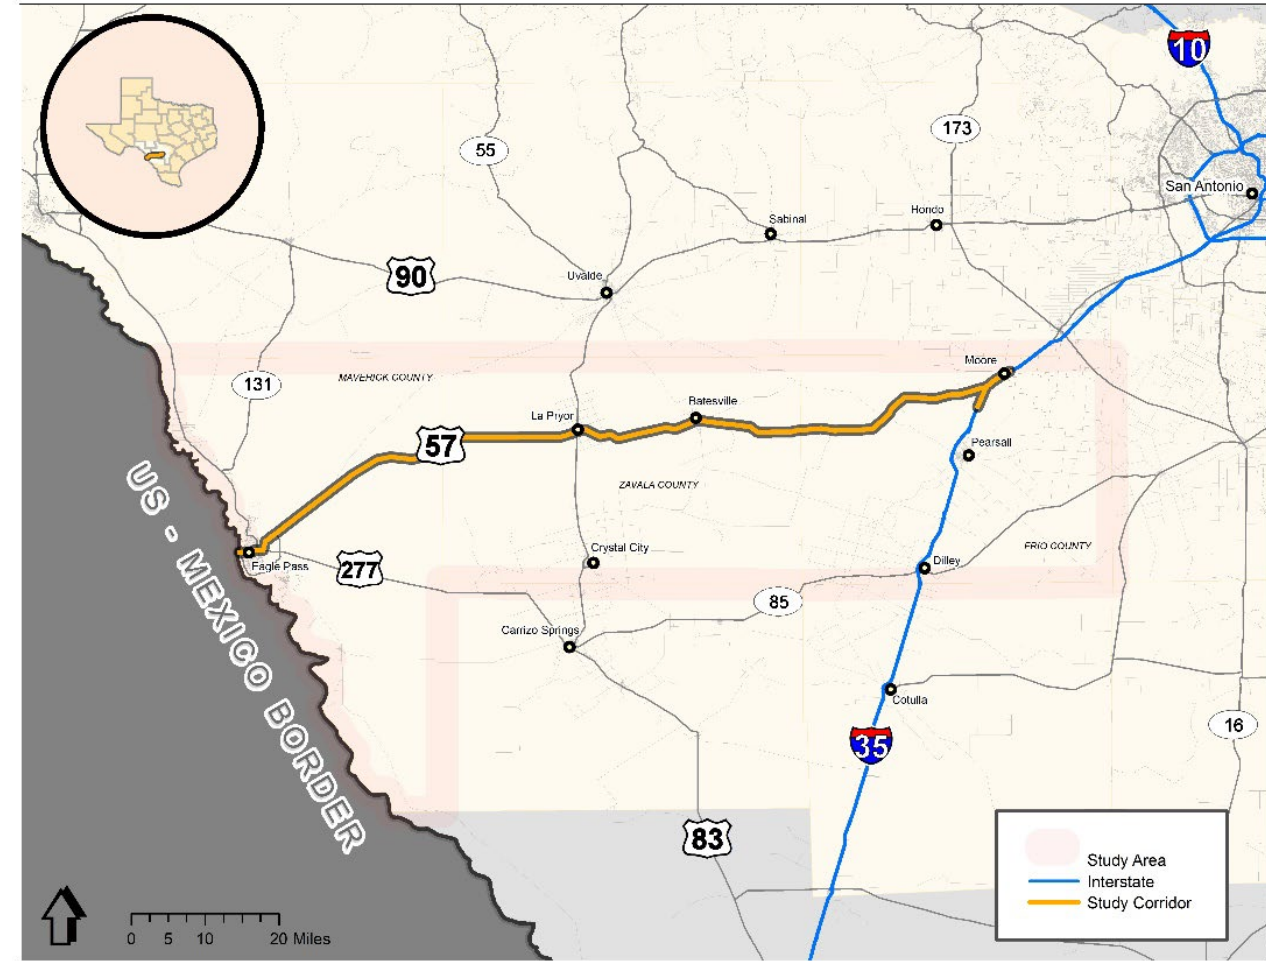 10
173
55
San Antonio
Sabinal
Hondo
90
Uvalde
Moore
131
MAVERICK COUNTY
Batesville
La Pryor
57
Pearsall
ZAVALA COUNTY
US - MEXICO BORDER
Crystal City
FRIO COUNTY
Eagle Pass
277
Dilley
85
Carrizo Springs
Cotulla
16
35
83
Study Area
Interstate
Study Corridor
0 5 10 20 Miles